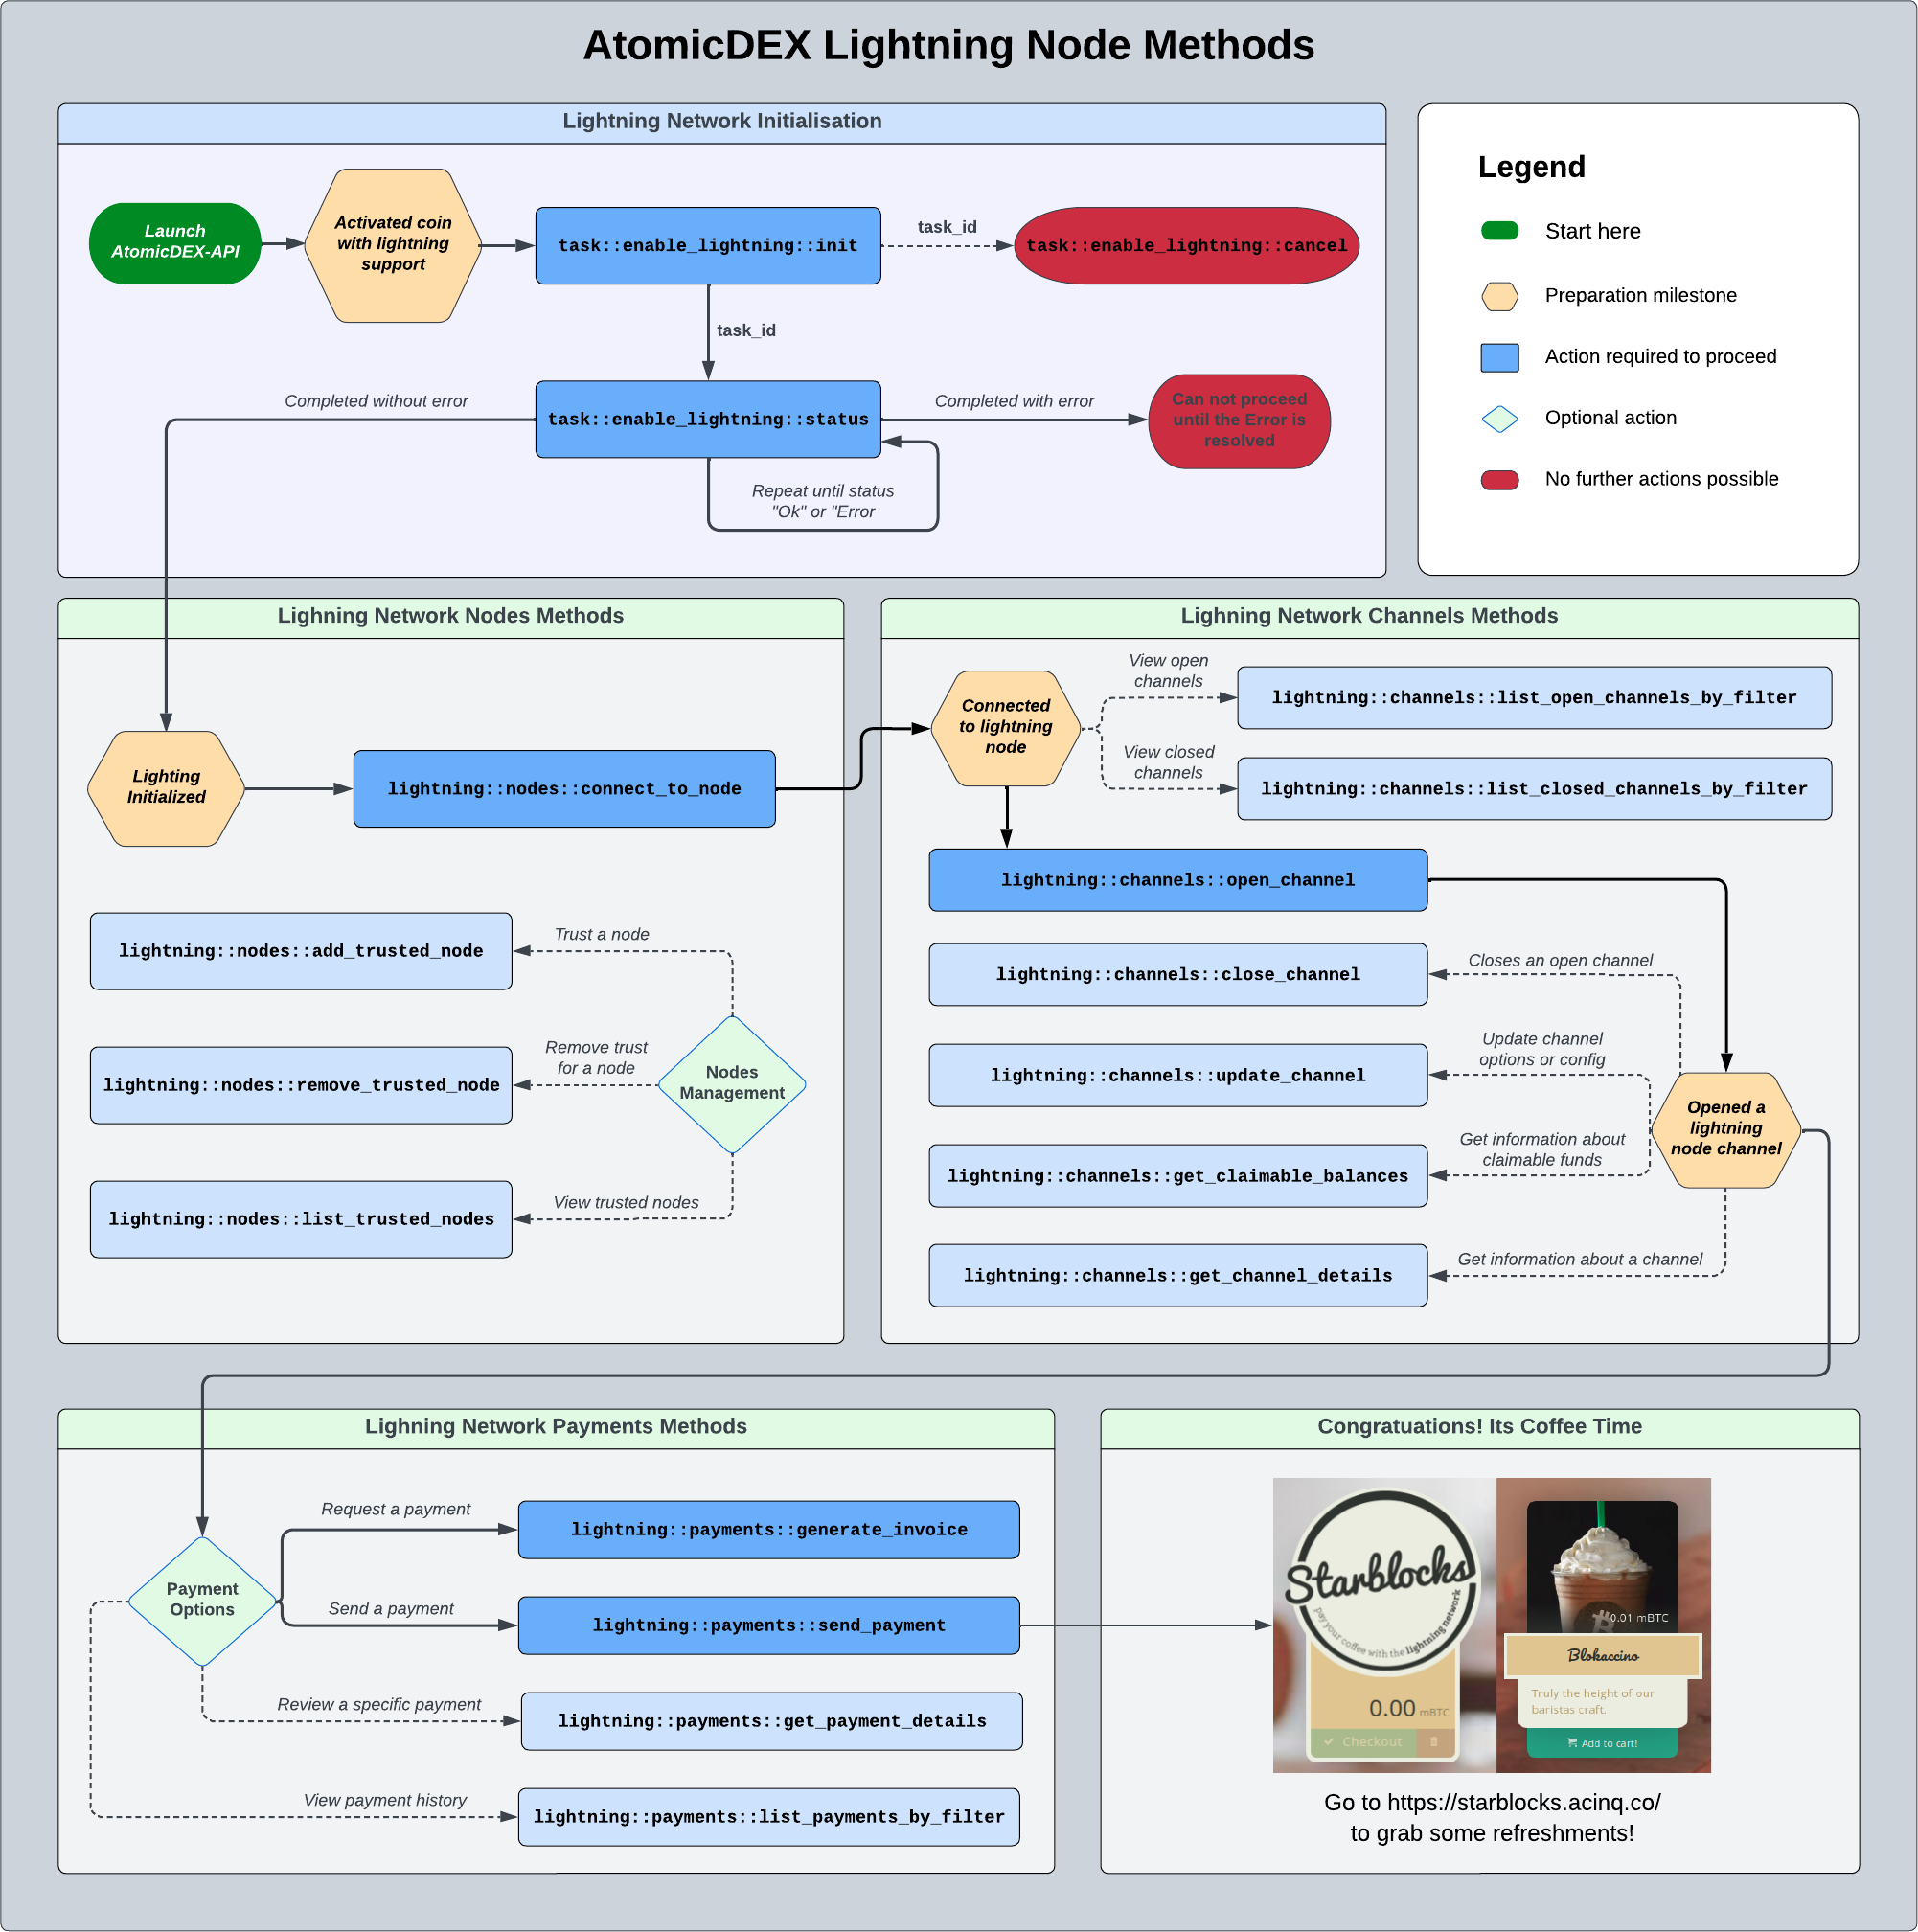 AtomicDEX Lightning Node Methods
Lightning Network Initialisation
Launch
AtomicDEX-API
Activated coin
with lightning
support
task::enable_lightning::init
task_id
task::enable_lightning::cancel
task_id
Completed without error
task::enable_lightning::status
Completed with error
Can not proceed
until the Error is
resolved
Repeat until status
"Ok" or "Error
Legend
Start here
Preparation milestone
Action required to proceed
Optional action
No further actions possible
Lighning Network Nodes Methods
Lighting
Initialized
lightning::nodes::connect_to_node
lightning::nodes::add_trusted_node
Trust a node
lightning::nodes::remove_trusted_node
Remove trust
for a node
Nodes
Management
lightning::nodes::list_trusted_nodes
View trusted nodes
Lighning Network Channels Methods
Connected
to lightning
node
View open
channels
lightning::channels::list_open_channels_by_filter
View closed
channels
lightning::channels::list_closed_channels_by_filter
lightning::channels::open_channel
lightning::channels::close_channel
Closes an open channel
lightning::channels::update_channel
Update channel
options or config
Opened a
lightning
node channel
lightning::channels::get_claimable_balances
Get information about
claimable funds
lightning::channels::get_channel_details
Get information about a channel
Lighning Network Payments Methods
Payment
Options
Request a payment
lightning::payments::generate_invoice
Send a payment
lightning::payments::send_payment
Review a specific payment
lightning::payments::get_payment_details
View payment history
lightning::payments::list_payments_by_filter
Congratuations! Its Coffee Time
Starblocks
pay your coffee with the lightning network
0.00 mBTC
Checkout
0.01 mBTC
Blokaccino
Truly the height of our
baristas craft.
Add to cart!
Go to https://starblocks.acinq.co/
to grab some refreshments!